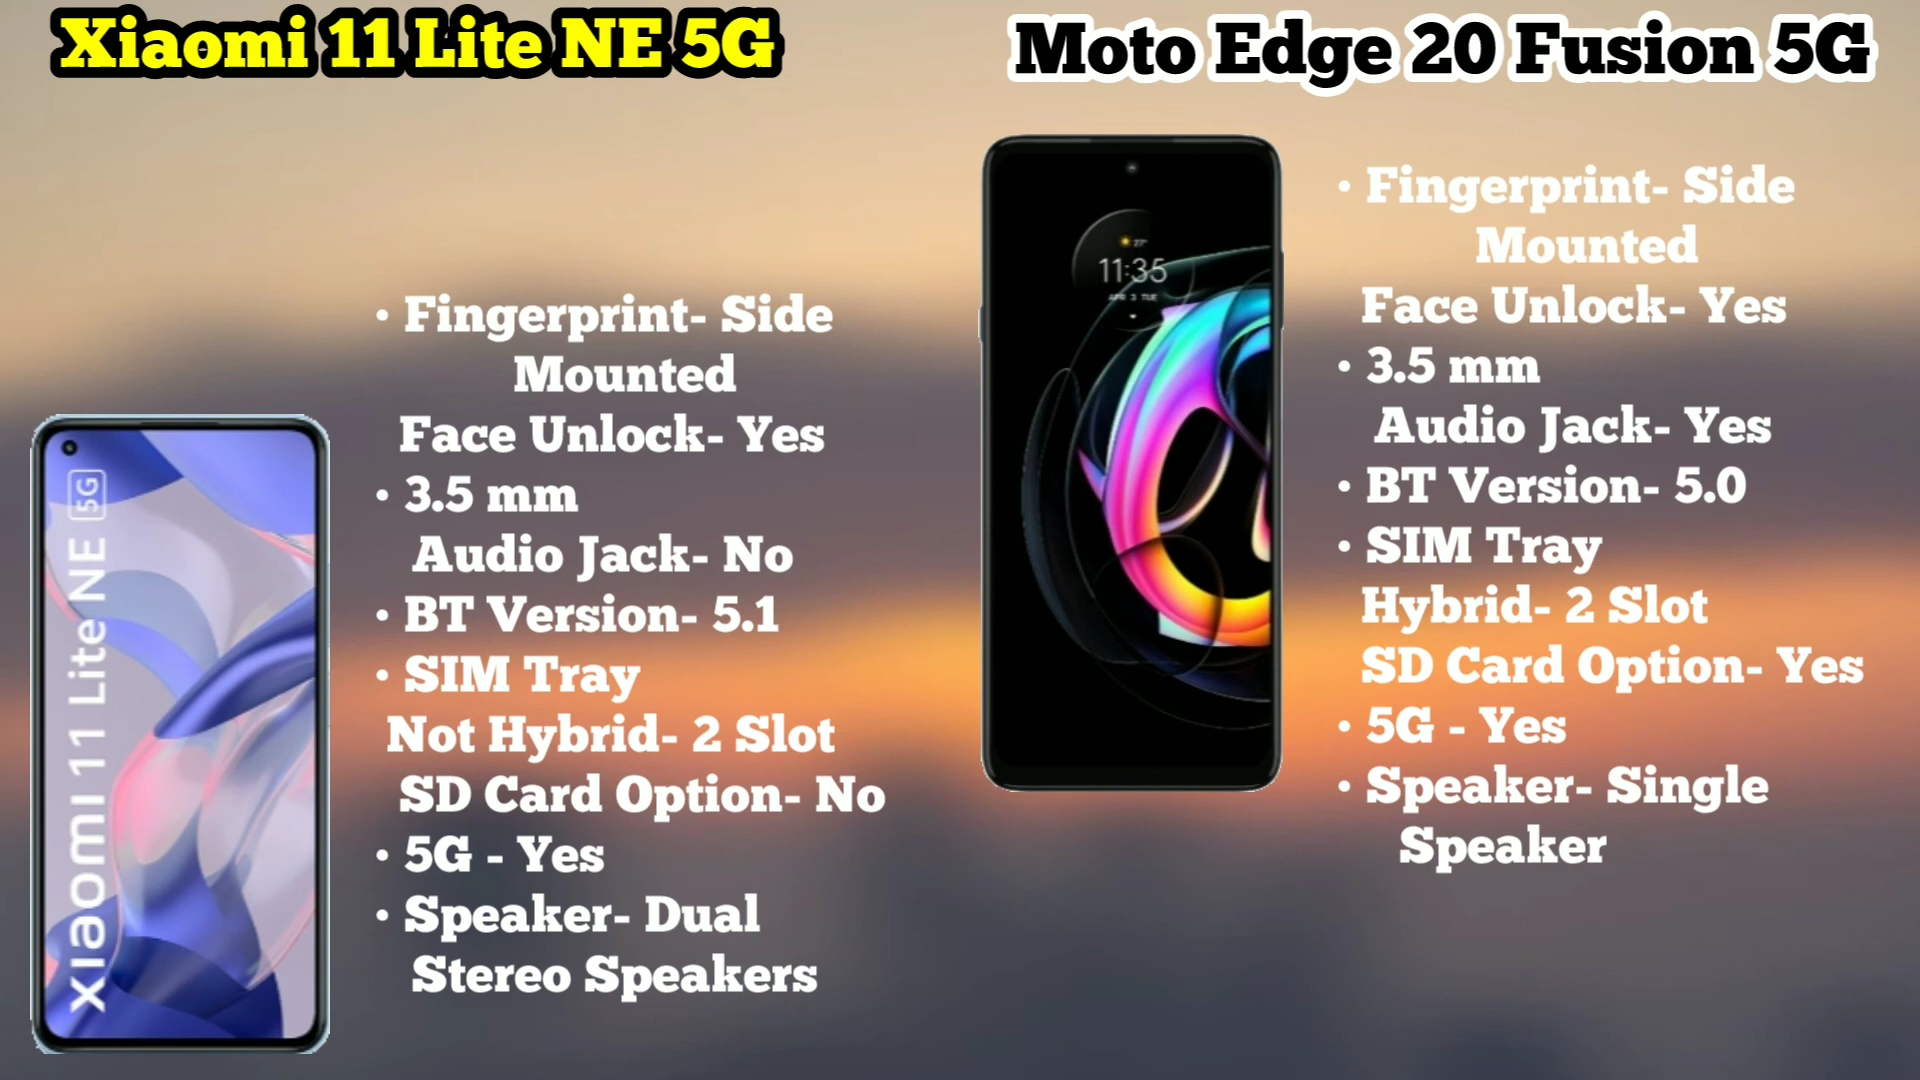 Xiaomi 11 Lite NE 5G
• Fingerprint- Side
Mounted
Face Unlock- Yes
• 3.5 mm
Audio Jack- No
• BT Version- 5.1
• SIM Tray
Not Hybrid- 2 Slot
SD Card Option- No
• 5G - Yes
• Speaker- Dual
Stereo Speakers
Xiaomi 11 Lite NE 5G
Moto Edge 20 Fusion 5G
27°
11:35
APR 3 TUE
• Fingerprint- Side
Mounted
Face Unlock- Yes
• 3.5 mm
Audio Jack- Yes
• BT Version- 5.0
• SIM Tray
Hybrid- 2 Slot
SD Card Option- Yes
• 5G - Yes
• Speaker- Single
Speaker